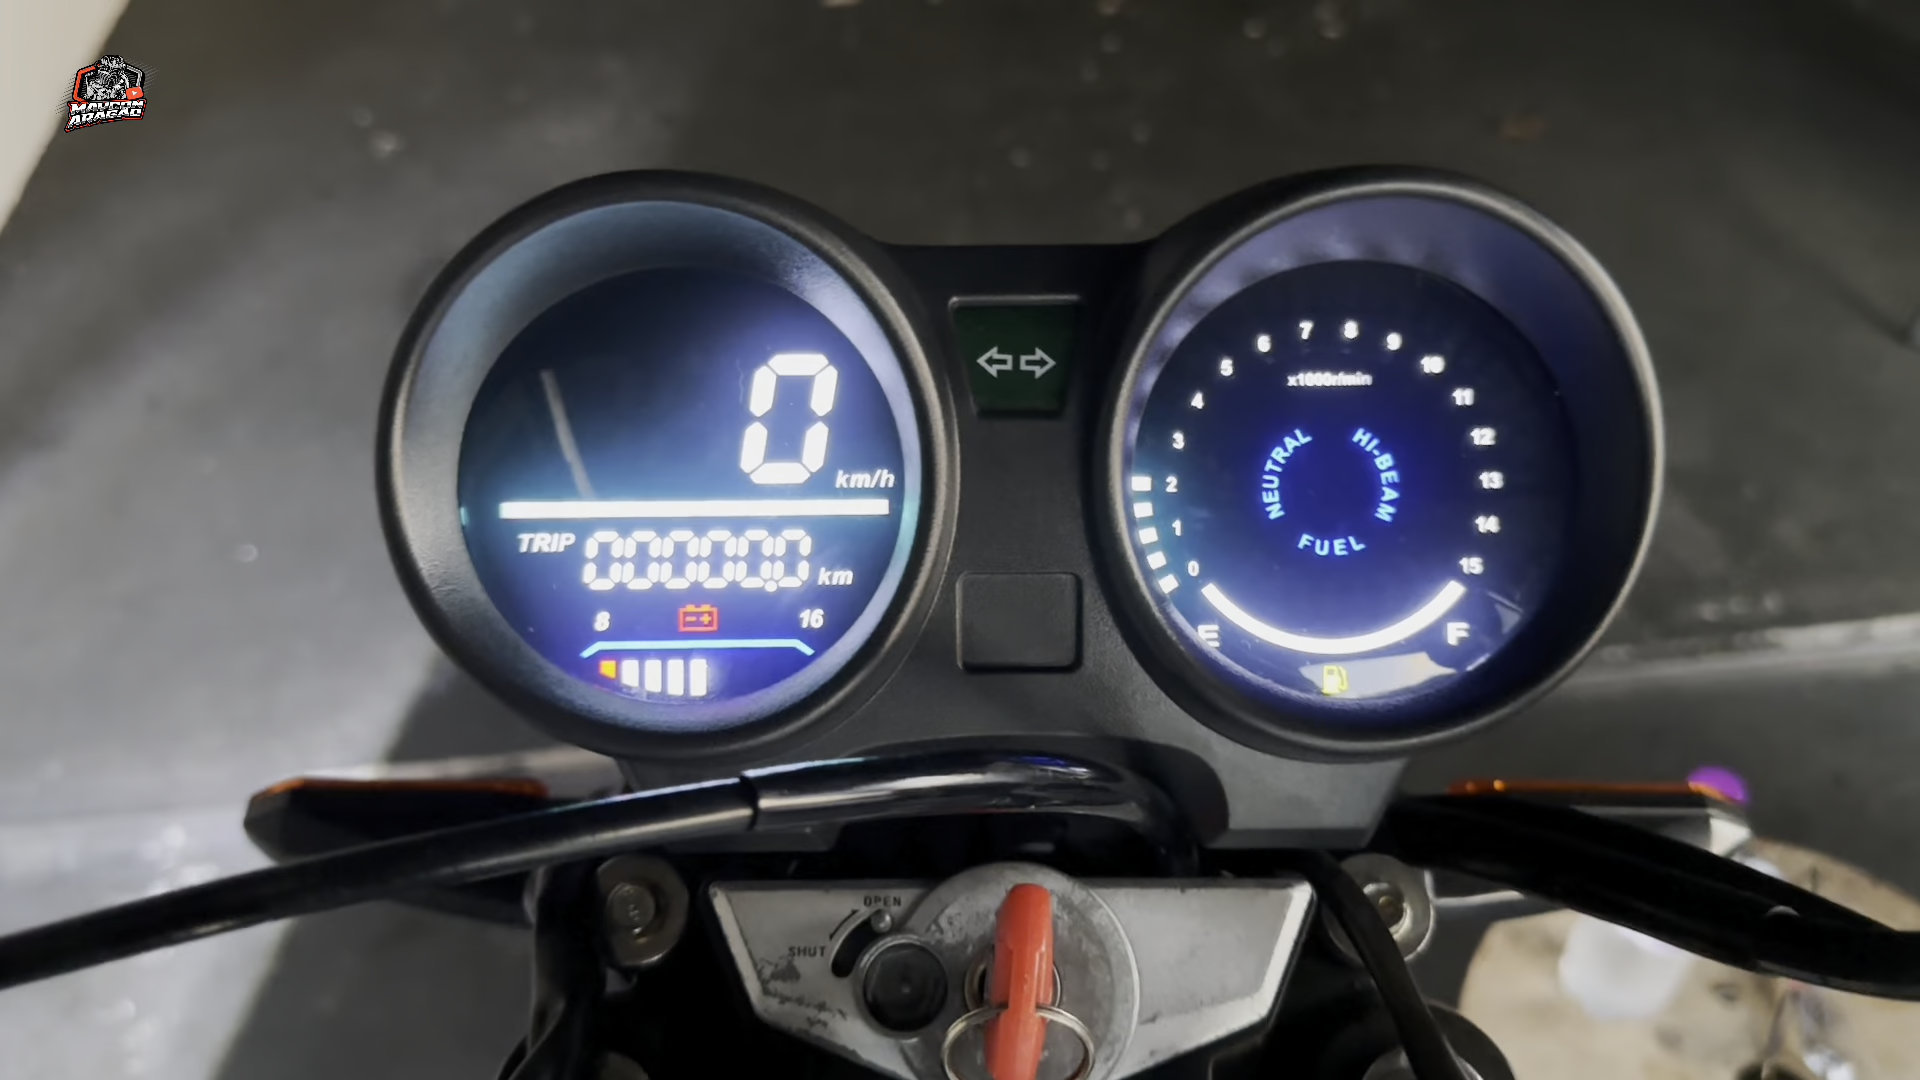 MAYCON
ARAGÃO
0
km/h
TRIP 00000.0 km
8 16
6 7 8 9
5 10
4 11
3 12
2 13
1 14
0 15
x1000r/min
NEUTRAL
HI-BEAM
FUEL
E F
OPEN
SHUT